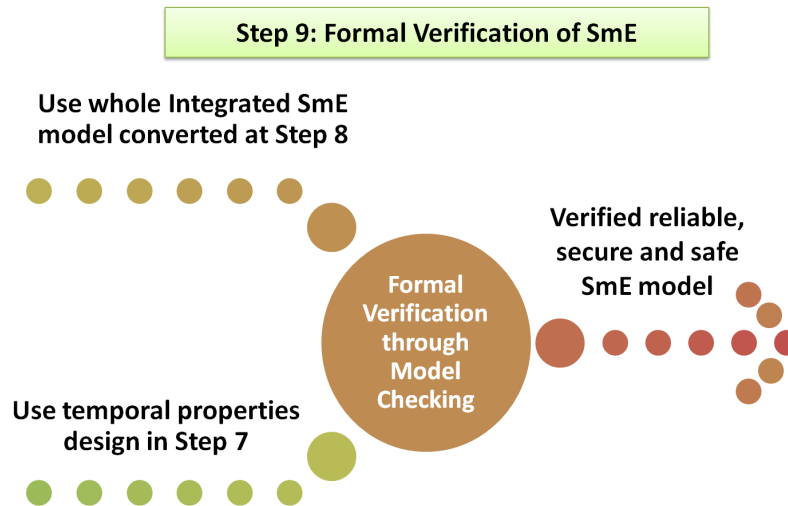 Step 9: Formal Verification of SmE
Use whole Integrated SmE
model converted at Step 8
Verified reliable,
secure and safe
SmE model
Formal
Verification
through
Model
Checking
Use temporal properties
design in Step 7